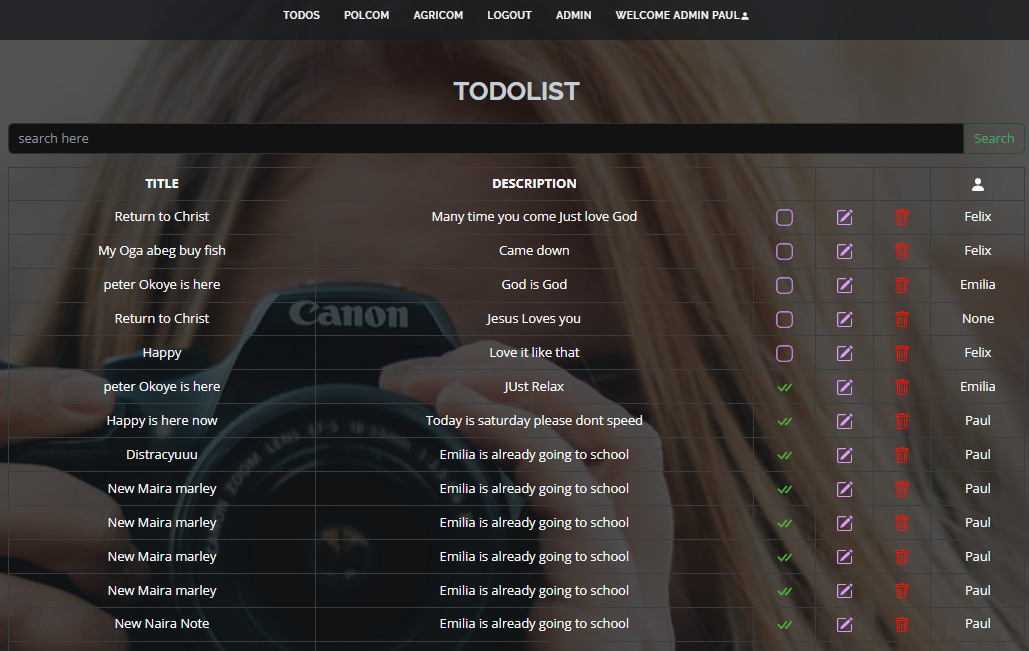 TODOS POLCOM AGRICOM LOGOUT ADMIN WELCOME ADMIN PAUL
TODOLIST
search here Search
TITLE DESCRIPTION
Return to Christ Many time you come Just love God Felix
My Oga abeg buy fish Came down Felix
peter Okoye is here God is God Emilia
Return to Christ Jesus Loves you None
Happy Love it like that Felix
peter Okoye is here JUst Relax Emilia
Happy is here now Today is saturday please dont speed Paul
Distracyuuu Emilia is already going to school Paul
New Maira marley Emilia is already going to school Paul
New Maira marley Emilia is already going to school Paul
New Maira marley Emilia is already going to school Paul
New Maira marley Emilia is already going to school Paul
New Naira Note Emilia is already going to school Paul
Canon
ZOOM LENS EF-S 18-55mm